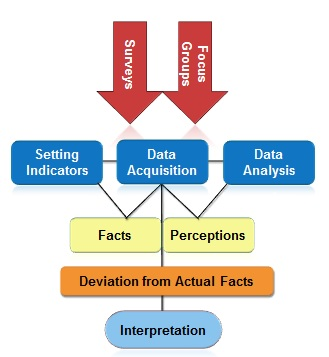 Surveys
Focus
Groups
Setting
Indicators
Data
Acquisition
Data
Analysis
Facts
Perceptions
Deviation from Actual Facts
Interpretation